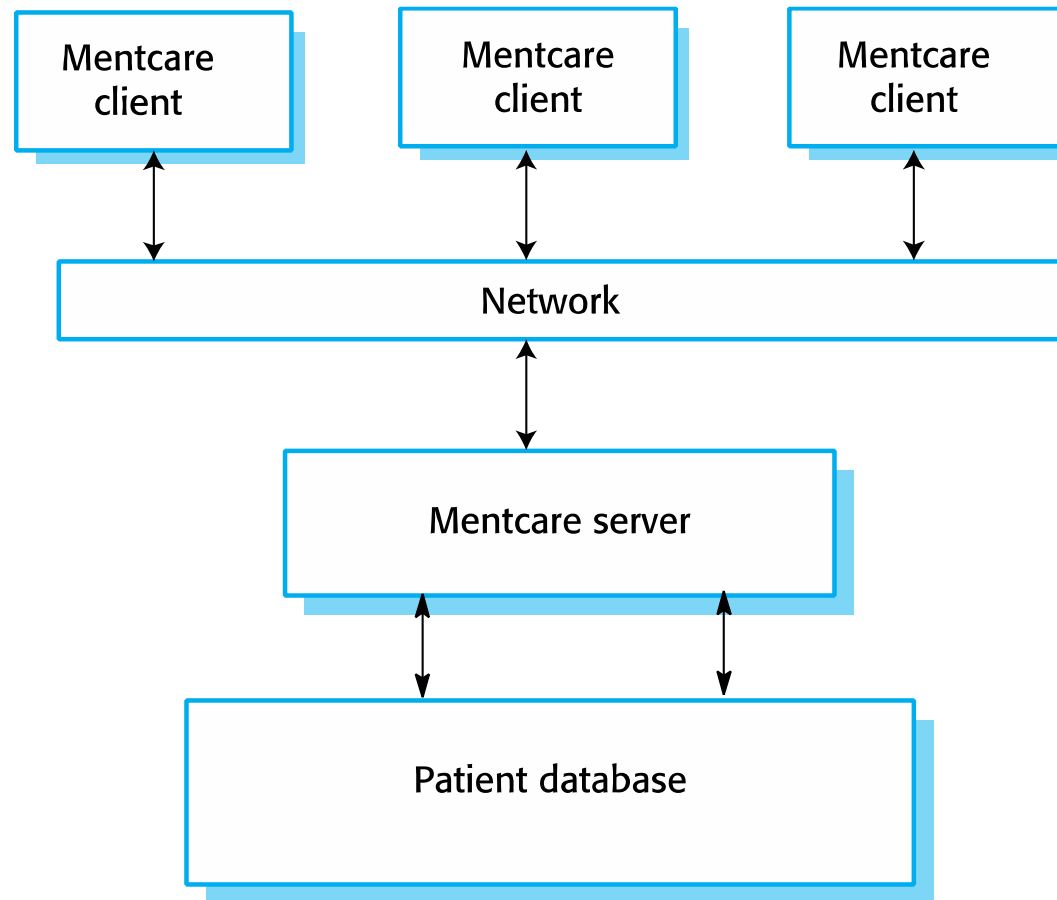 Mentcare
client
Mentcare
client
Mentcare
client
Network
Mentcare server
Patient database